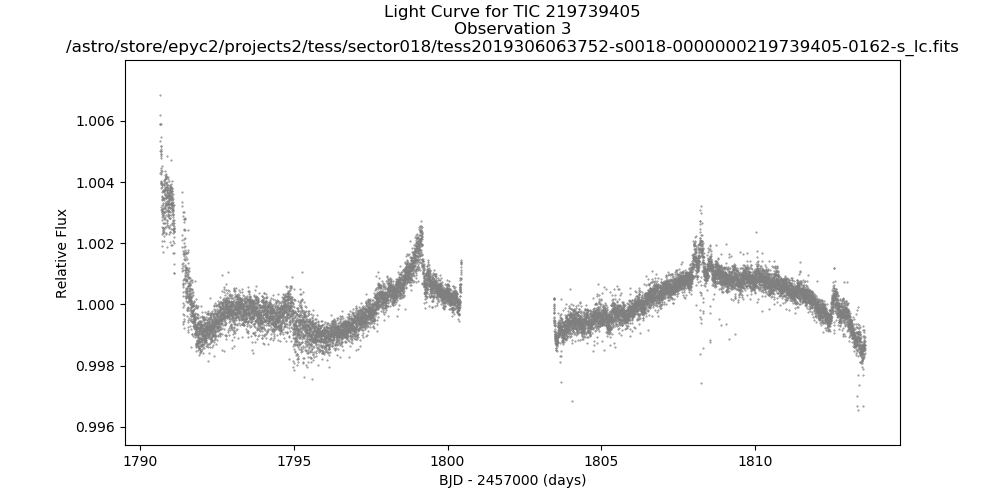 Light Curve for TIC 219739405
Observation 3
/astro/store/epyc2/projects2/tess/sector018/tess2019306063752-s0018-0000000219739405-0162-s_lc.fits
1.006
1.004
1.002
1.000
0.998
0.996
Relative Flux
1790
1795
1800
1805
1810
BJD - 2457000 (days)